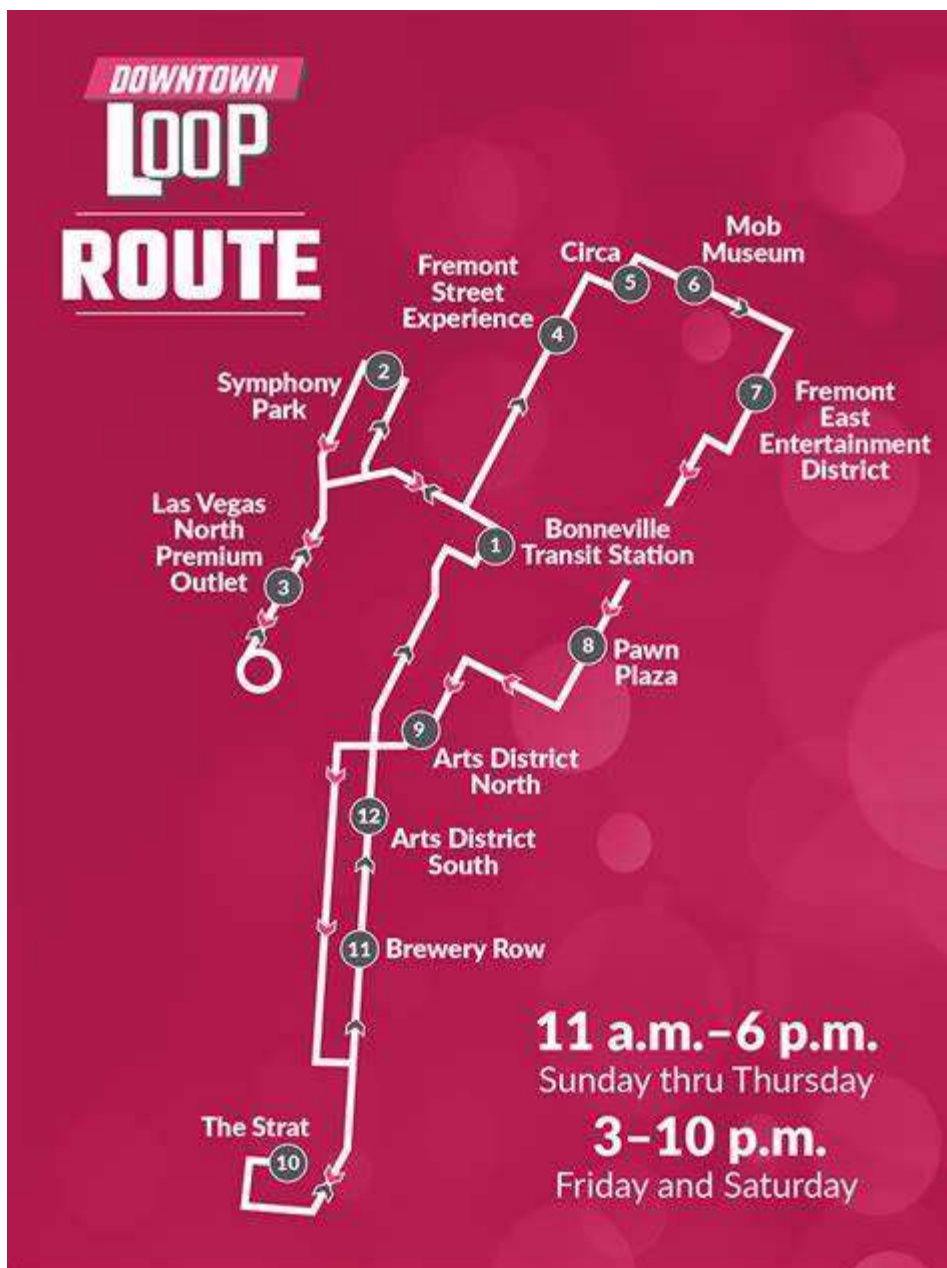 DOWNTOWN
LOOP
ROUTE
Mob
Museum
Circa
5
6
Fremont
Street
Experience
4
2
Symphony
Park
7
Fremont
East
Entertainment
District
Las Vegas
North
Premium
Outlet
3
1
Bonneville
Transit Station
8
Pawn
Plaza
9
Arts District
North
12
Arts District
South
11
Brewery Row
11 a.m.–6 p.m.
Sunday thru Thursday
3–10 p.m.
Friday and Saturday
The Strat
10